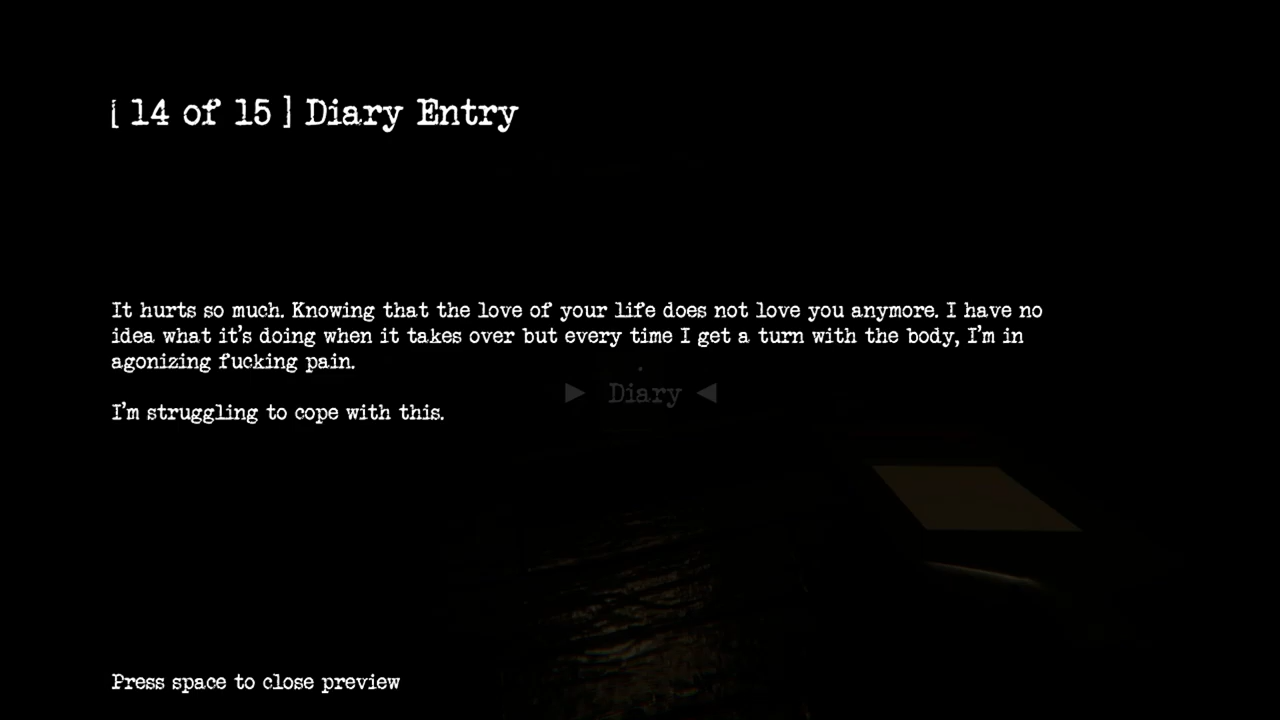 [ 14 of 15 ] Diary Entry
It hurts so much. Knowing that the love of your life does not love you anymore. I have no
idea what it's doing when it takes over but every time I get a turn with the body, I'm in
agonizing fucking pain.
Diary
I'm struggling to cope with this.
Press space to close preview